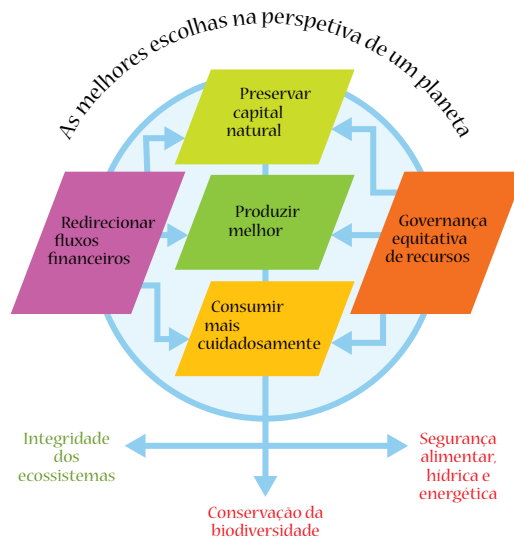 As melhores escolhas na perspetiva de um planeta
Preservar
capital
natural
Redirecionar
fluxos
financeiros
Produzir
melhor
Governança
equitativa
de recursos
Consumir
mais
cuidadosamente
Integridade
dos
ecossistemas
Segurança
alimentar,
hídrica e
energética
Conservação da
biodiversidade